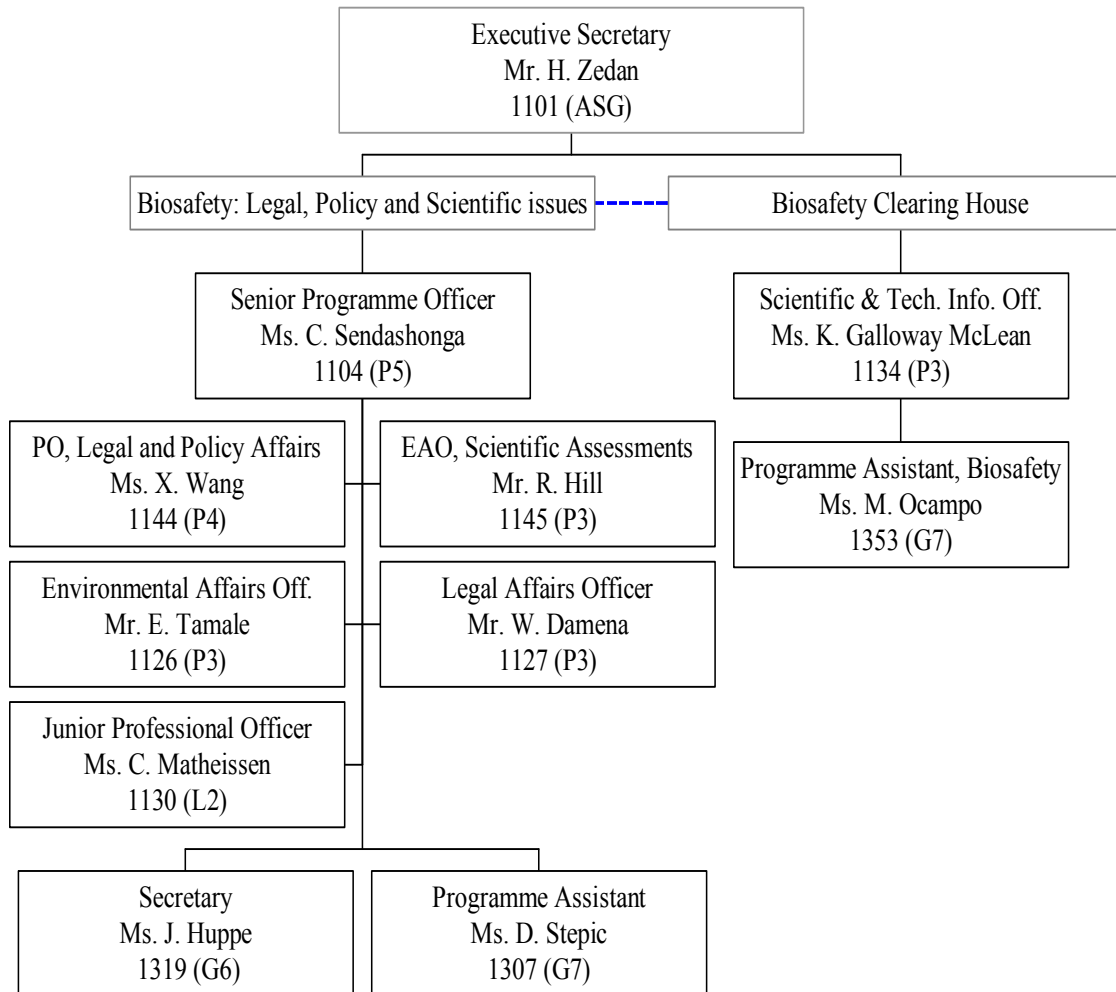 Executive Secretary
Mr. H. Zedan
1101 (ASG)
Biosafety: Legal, Policy and Scientific issues
Biosafety Clearing House
Senior Programme Officer
Ms. C. Sendashonga
1104 (P5)
Scientific & Tech. Info. Off.
Ms. K. Galloway McLean
1134 (P3)
PO, Legal and Policy Affairs
Ms. X. Wang
1144 (P4)
EAO, Scientific Assessments
Mr. R. Hill
1145 (P3)
Programme Assistant, Biosafety
Ms. M. Ocampo
1353 (G7)
Environmental Affairs Off.
Mr. E. Tamale
1126 (P3)
Legal Affairs Officer
Mr. W. Damena
1127 (P3)
Junior Professional Officer
Ms. C. Matheissen
1130 (L2)
Secretary
Ms. J. Huppe
1319 (G6)
Programme Assistant
Ms. D. Stepic
1307 (G7)